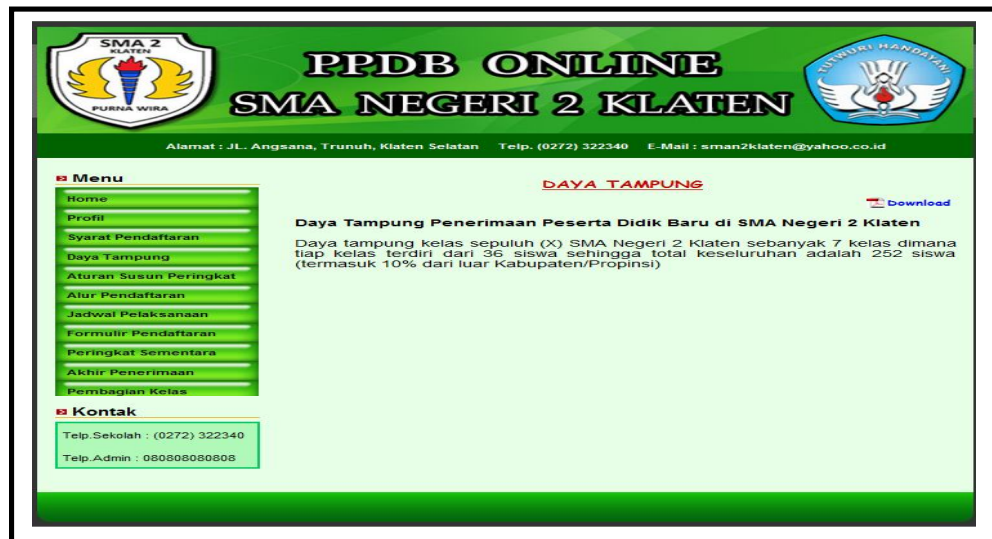 SMA 2
KLATEN
PURNA WIRA
PPDB ONLINE
SMA NEGERI 2 KLATEN
TUT WURI HANDAYANI
Alamat : JL. Angsana, Trunuh, Klaten Selatan Telp. (0272) 322340 E-Mail : sman2klaten@yahoo.co.id
Menu
Home
Profil
Syarat Pendaftaran
Daya Tampung
Aturan Susun Peringkat
Alur Pendaftaran
Jadwal Pelaksanaan
Formulir Pendaftaran
Peringkat Sementara
Akhir Penerimaan
Pembagian Kelas
Kontak
Telp.Sekolah : (0272) 322340
Telp.Admin : 080808080808
DAYA TAMPUNG
Download
Daya Tampung Penerimaan Peserta Didik Baru di SMA Negeri 2 Klaten
Daya tampung kelas sepuluh (X) SMA Negeri 2 Klaten sebanyak 7 kelas dimana
tiap kelas terdiri dari 36 siswa sehingga total keseluruhan adalah 252 siswa
(termasuk 10% dari luar Kabupaten/Propinsi)